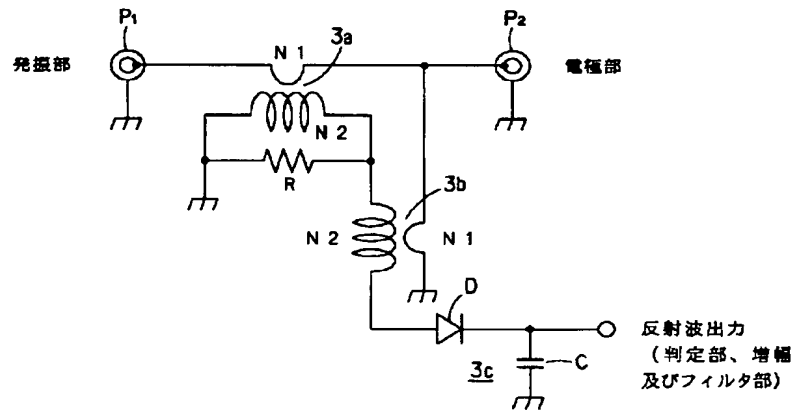 P1
P2
3a
N 1
発振部
電極部
N 2
R
3b
N 2
N 1
D
反射波出力
(判定部、増幅
及びフィルタ部)
3c
C